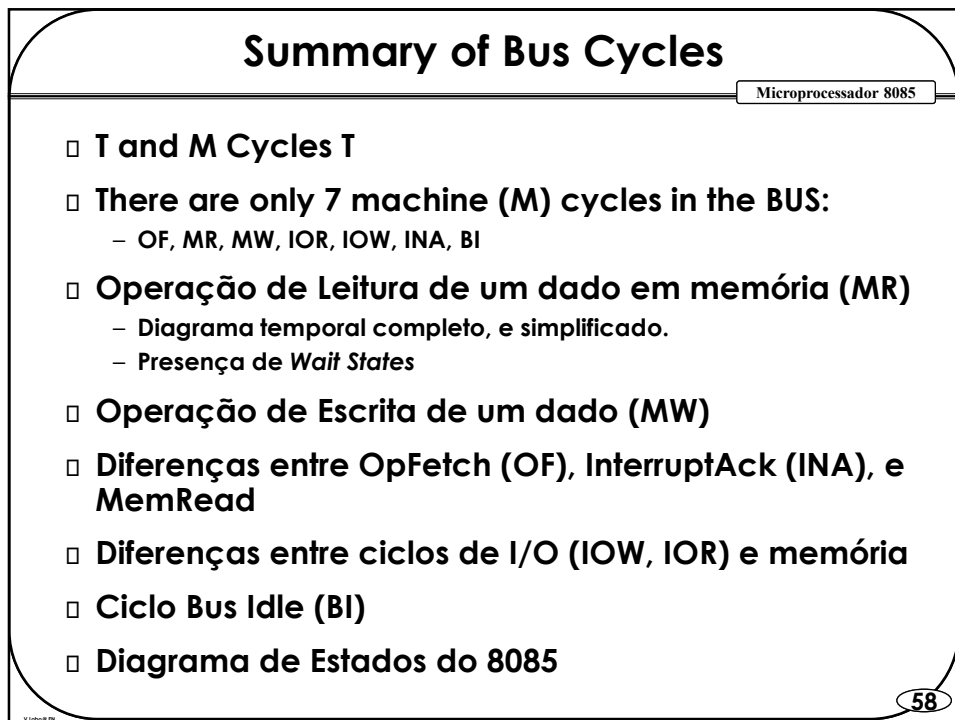 Summary of Bus Cycles
Microprocessador 8085
T and M Cycles T
There are only 7 machine (M) cycles in the BUS:
– OF, MR, MW, IOR, IOW, INA, BI
Operação de Leitura de um dado em memória (MR)
– Diagrama temporal completo, e simplificado.
– Presença de Wait States
Operação de Escrita de um dado (MW)
Diferenças entre OpFetch (OF), InterruptAck (INA), e
MemRead
Diferenças entre ciclos de I/O (IOW, IOR) e memória
Ciclo Bus Idle (BI)
Diagrama de Estados do 8085
58